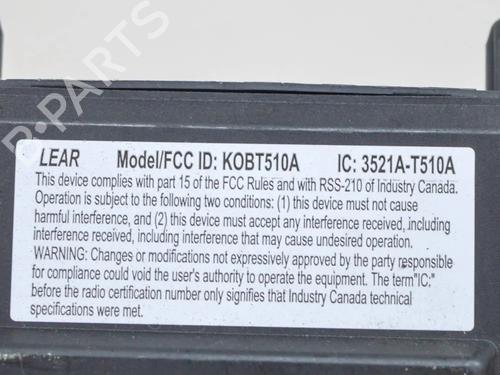 B-PARTS
LEAR Model/FCC ID: KOBT510A IC: 3521A-T510A
This device complies with part 15 of the FCC Rules and with RSS-210 of Industry Canada.
Operation is subject to the following two conditions: (1) this device must not cause
harmful interference, and (2) this device must accept any interference received, including
interference received, including interference that may cause undesired operation.
WARNING: Changes or modifications not expressively approved by the party responsible
for compliance could void the user's authority to operate the equipment. The term"IC:"
before the radio certification number only signifies that Industry Canada technical
specifications were met.